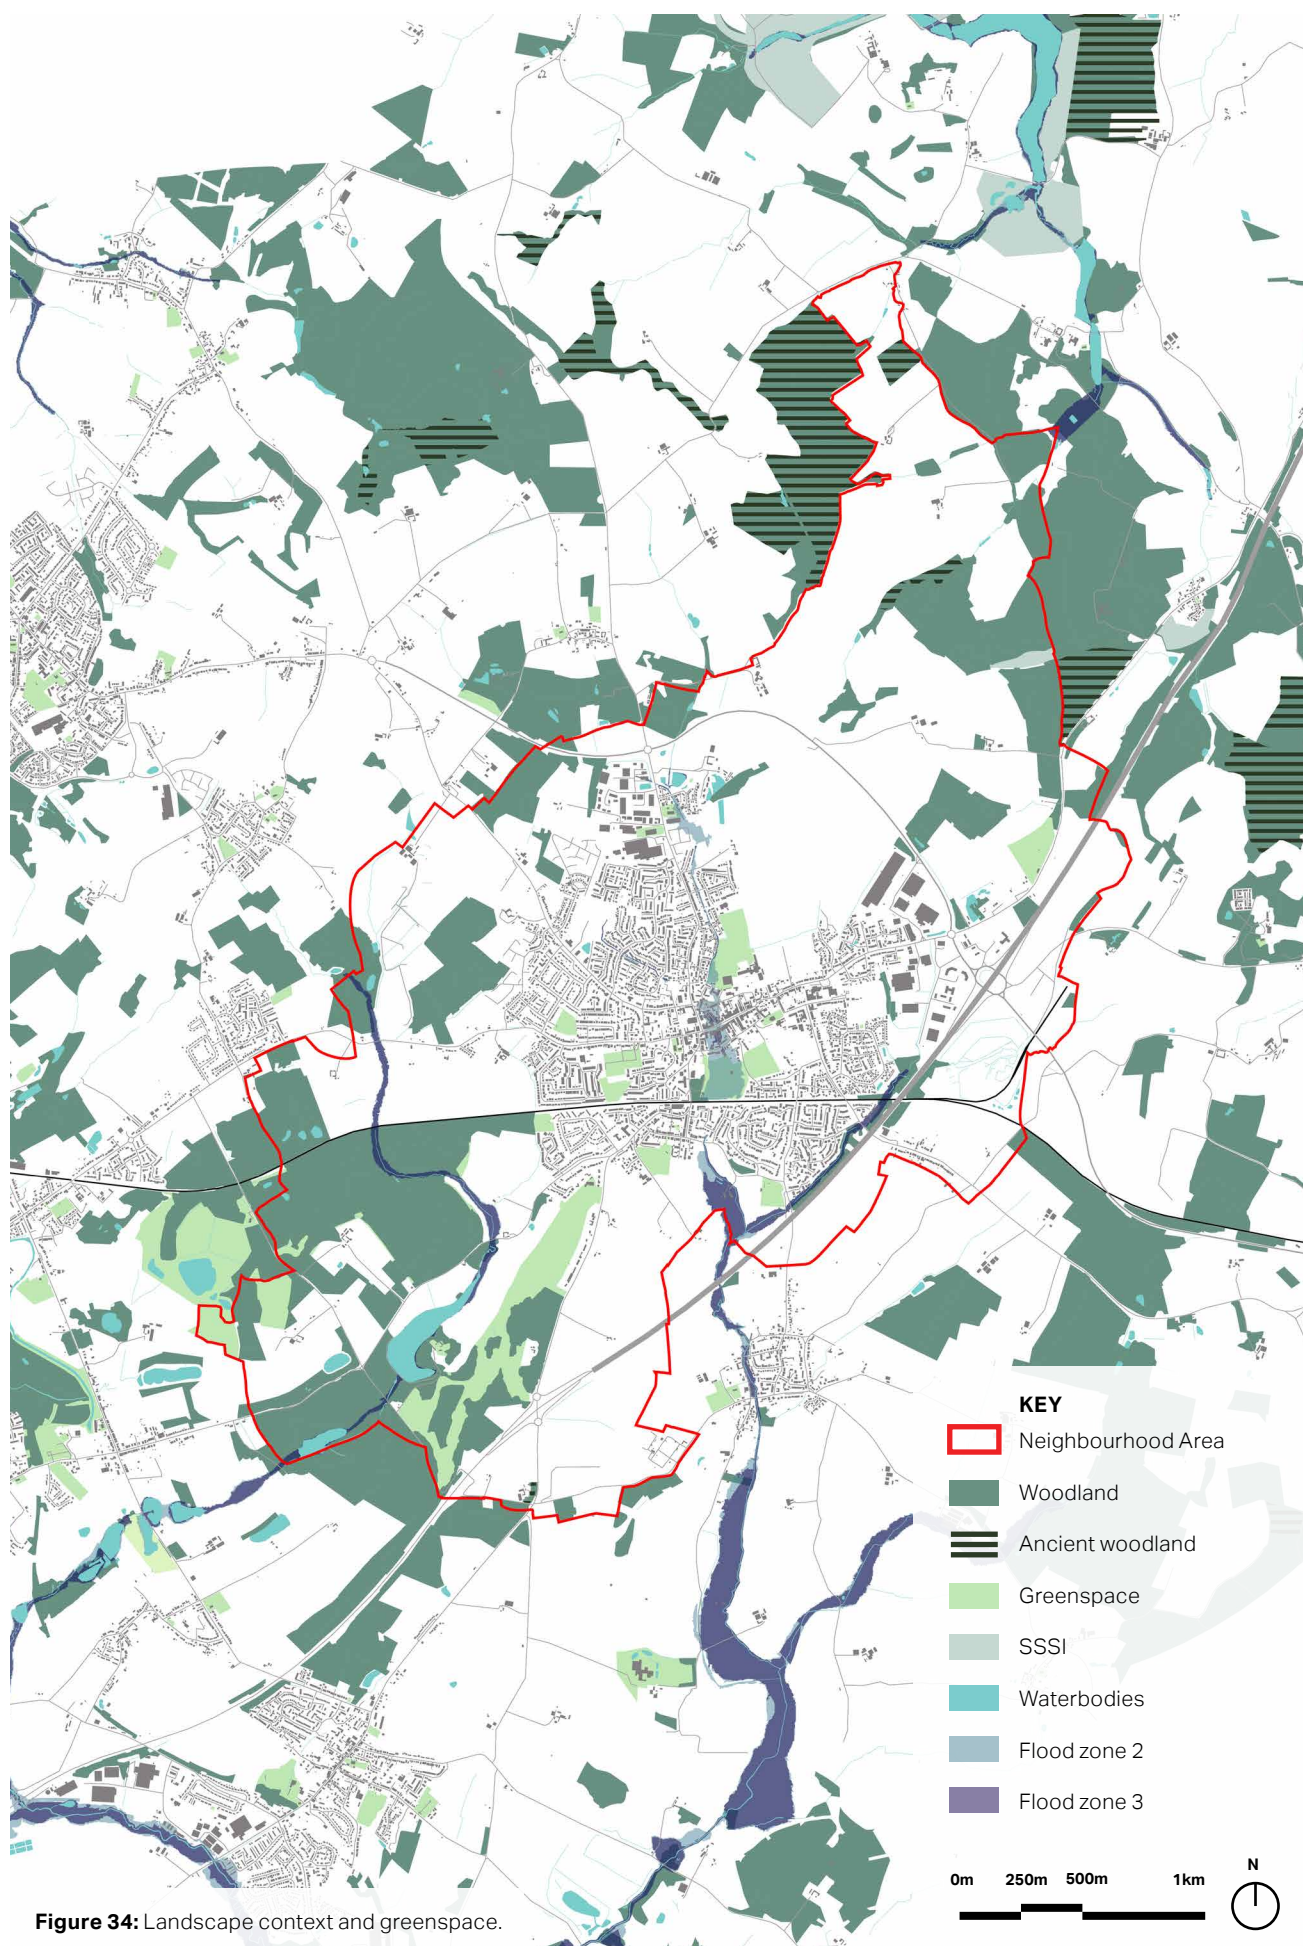 KEY
Neighbourhood Area
Woodland
Ancient woodland
Greenspace
SSSI
Waterbodies
Flood zone 2
Flood zone 3
0m 250m 500m 1km
N
Figure 34: Landscape context and greenspace.